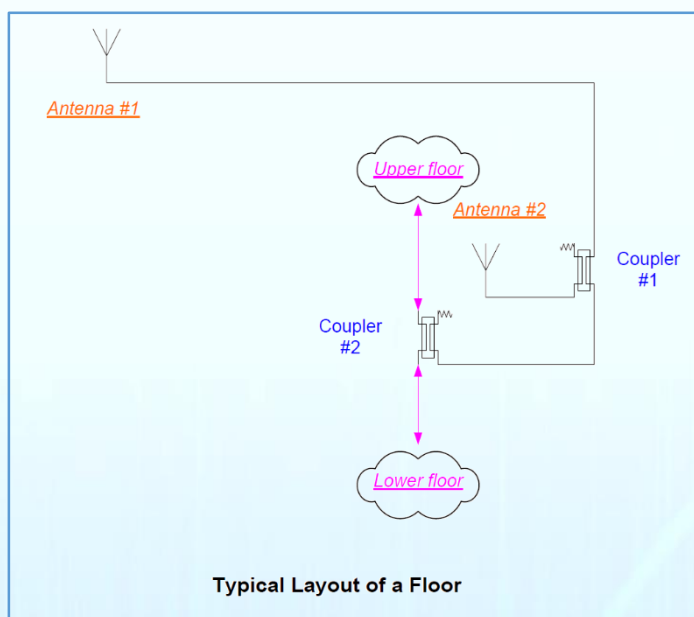 Antenna #1
Upper floor
Antenna #2
Coupler
#1
Coupler
#2
Lower floor
Typical Layout of a Floor